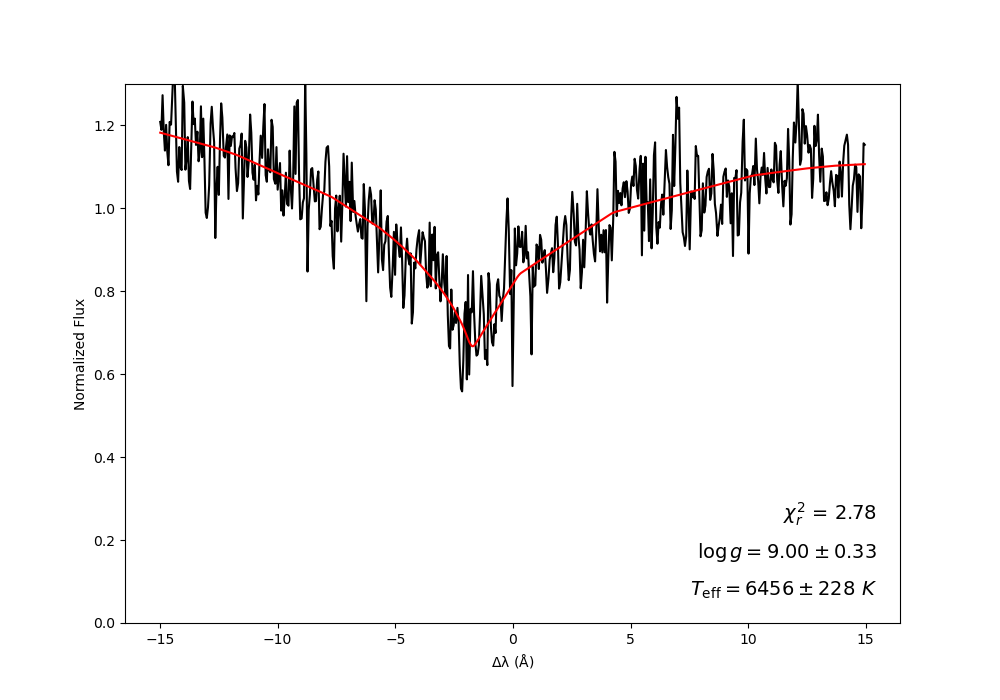 1.2
1.0
0.8
0.6
0.4
0.2
0.0
Normalized Flux
χ²ᵣ = 2.78
log g = 9.00 ± 0.33
T_eff = 6456 ± 228 K
−15 −10 −5 0 5 10 15
Δλ (Å)